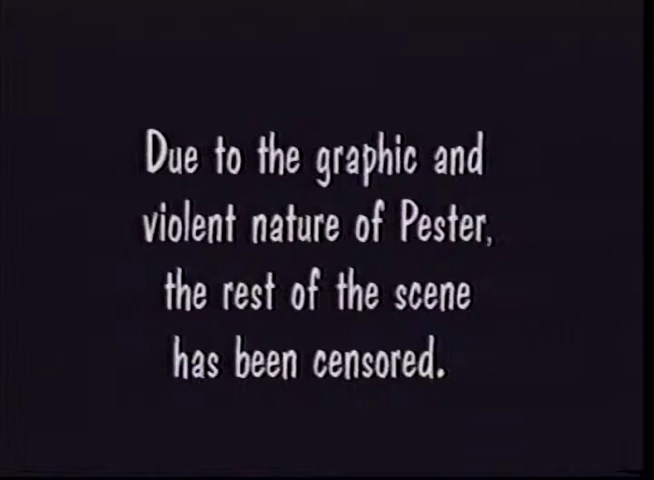 Due to the graphic and
violent nature of Pester,
the rest of the scene
has been censored.